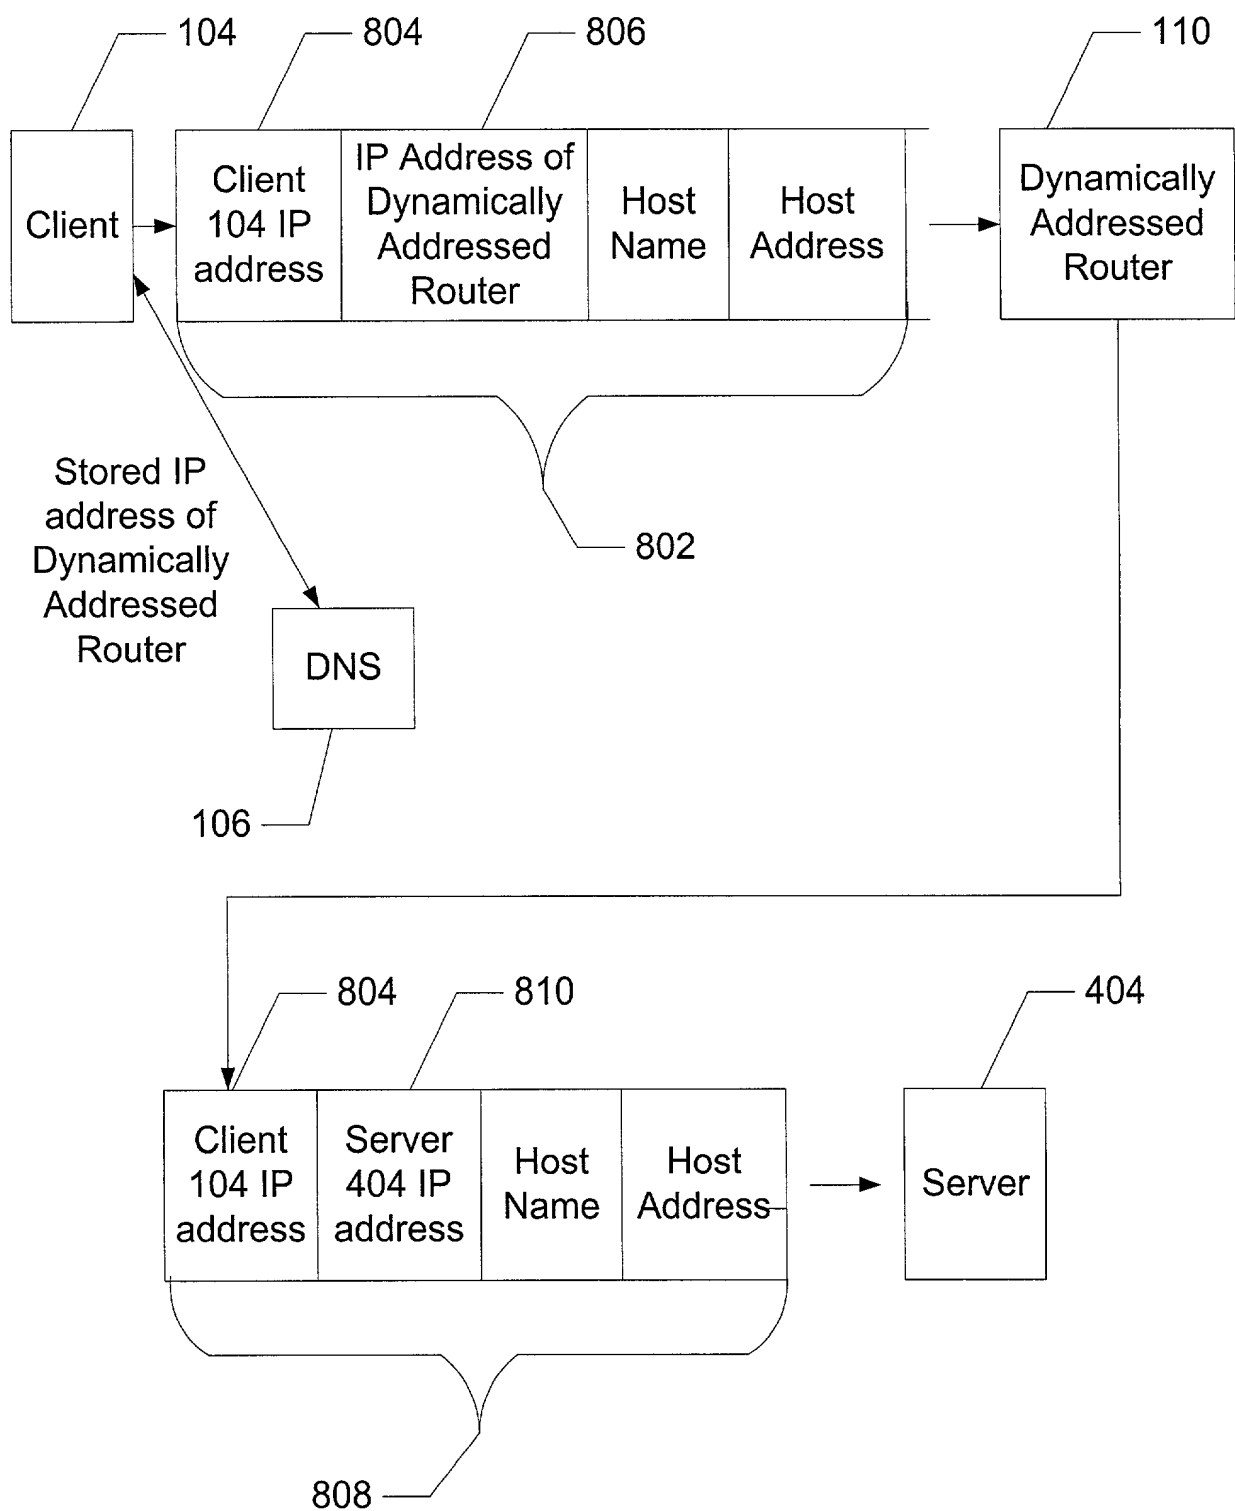 104
804
806
110
Client
Client
104 IP
address
IP Address of
Dynamically
Addressed
Router
Host
Name
Host
Address
Dynamically
Addressed
Router
Stored IP
address of
Dynamically
Addressed
Router
802
DNS
106
804
810
404
Client
104 IP
address
Server
404 IP
address
Host
Name
Host
Address
Server
808